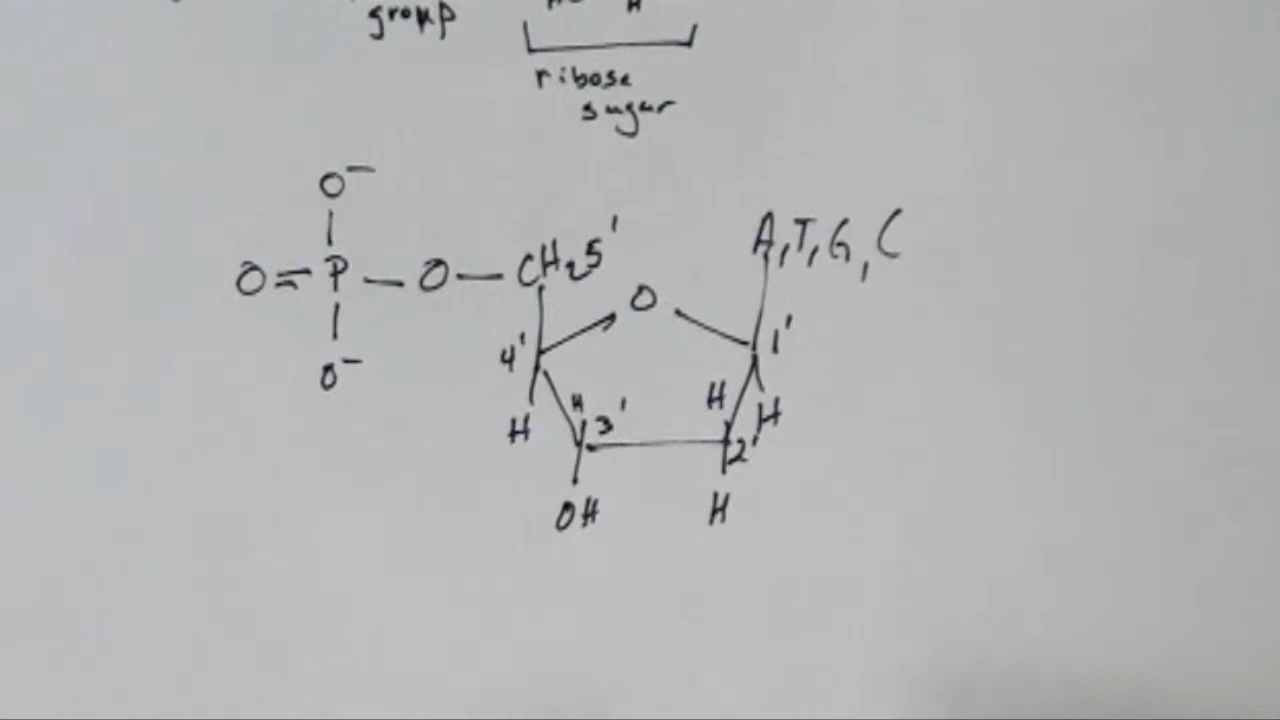 group
H
ribose
sugar
O⁻
O=P—O—CH₂5'
A,T,G,C
O
O⁻
4'
1'
H
H
3'
H
H
2'
OH
H